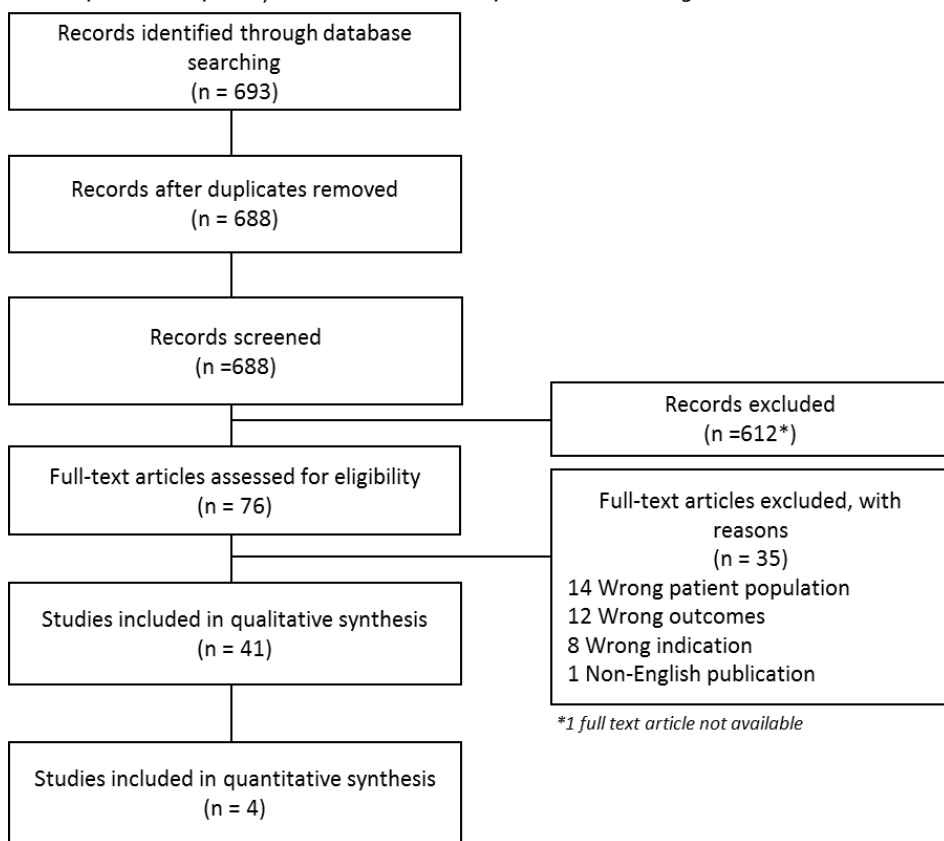 Records identified through database
searching
(n = 693)
Records after duplicates removed
(n = 688)
Records screened
(n =688)
Records excluded
(n =612*)
Full-text articles assessed for eligibility
(n = 76)
Full-text articles excluded, with
reasons
(n = 35)
14 Wrong patient population
12 Wrong outcomes
8 Wrong indication
1 Non-English publication
Studies included in qualitative synthesis
(n = 41)
*1 full text article not available
Studies included in quantitative synthesis
(n = 4)